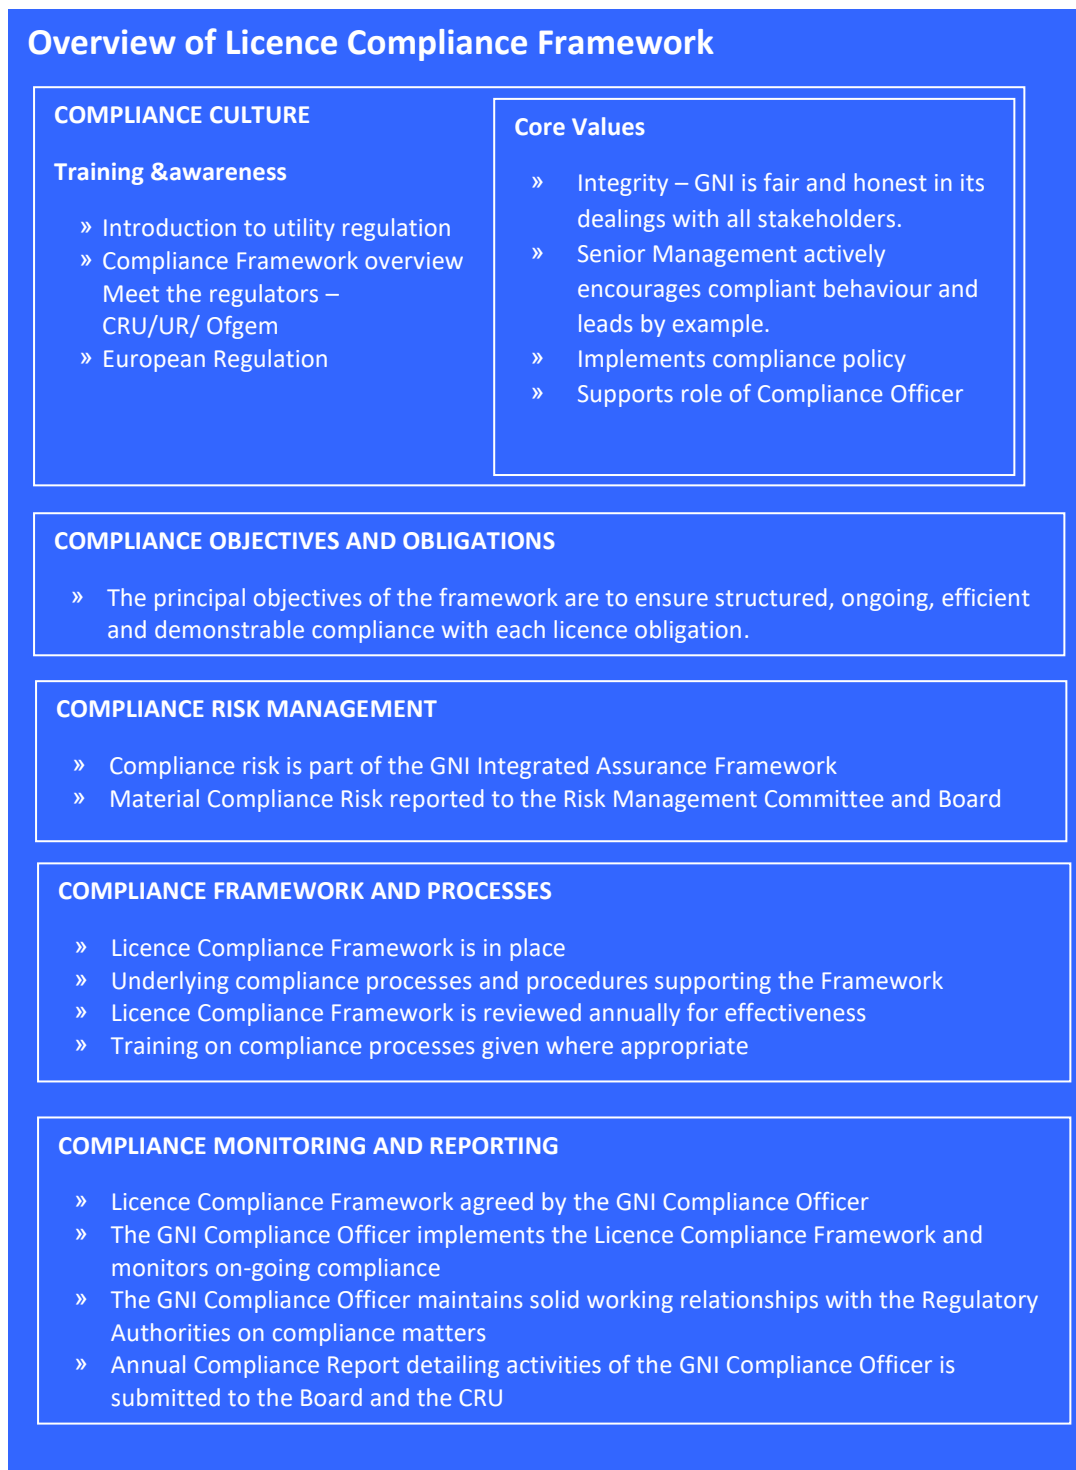 Overview of Licence Compliance Framework
COMPLIANCE CULTURE
Training &awareness
» Introduction to utility regulation
» Compliance Framework overview
Meet the regulators –
CRU/UR/ Ofgem
» European Regulation
Core Values
» Integrity – GNI is fair and honest in its
dealings with all stakeholders.
» Senior Management actively
encourages compliant behaviour and
leads by example.
» Implements compliance policy
» Supports role of Compliance Officer
COMPLIANCE OBJECTIVES AND OBLIGATIONS
» The principal objectives of the framework are to ensure structured, ongoing, efficient
and demonstrable compliance with each licence obligation.
COMPLIANCE RISK MANAGEMENT
» Compliance risk is part of the GNI Integrated Assurance Framework
» Material Compliance Risk reported to the Risk Management Committee and Board
COMPLIANCE FRAMEWORK AND PROCESSES
» Licence Compliance Framework is in place
» Underlying compliance processes and procedures supporting the Framework
» Licence Compliance Framework is reviewed annually for effectiveness
» Training on compliance processes given where appropriate
COMPLIANCE MONITORING AND REPORTING
» Licence Compliance Framework agreed by the GNI Compliance Officer
» The GNI Compliance Officer implements the Licence Compliance Framework and
monitors on-going compliance
» The GNI Compliance Officer maintains solid working relationships with the Regulatory
Authorities on compliance matters
» Annual Compliance Report detailing activities of the GNI Compliance Officer is
submitted to the Board and the CRU